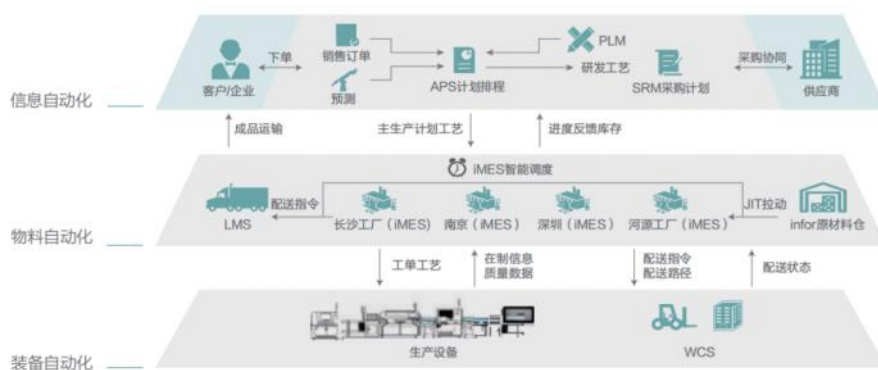 下单
销售订单
PLM
采购协同
客户/企业
预测
APS计划排程
研发工艺
SRM采购计划
供应商
信息自动化
成品运输
主生产计划工艺
进度反馈库存
iMES智能调度
配送指令
JIT拉动
LMS
长沙工厂（iMES)
南京（iMES）
深圳（iMES）
河源工厂（iMES）
infor原材料仓
物料自动化
工单工艺
在制信息
质量数据
配送指令
配送路径
配送状态
生产设备
WCS
装备自动化